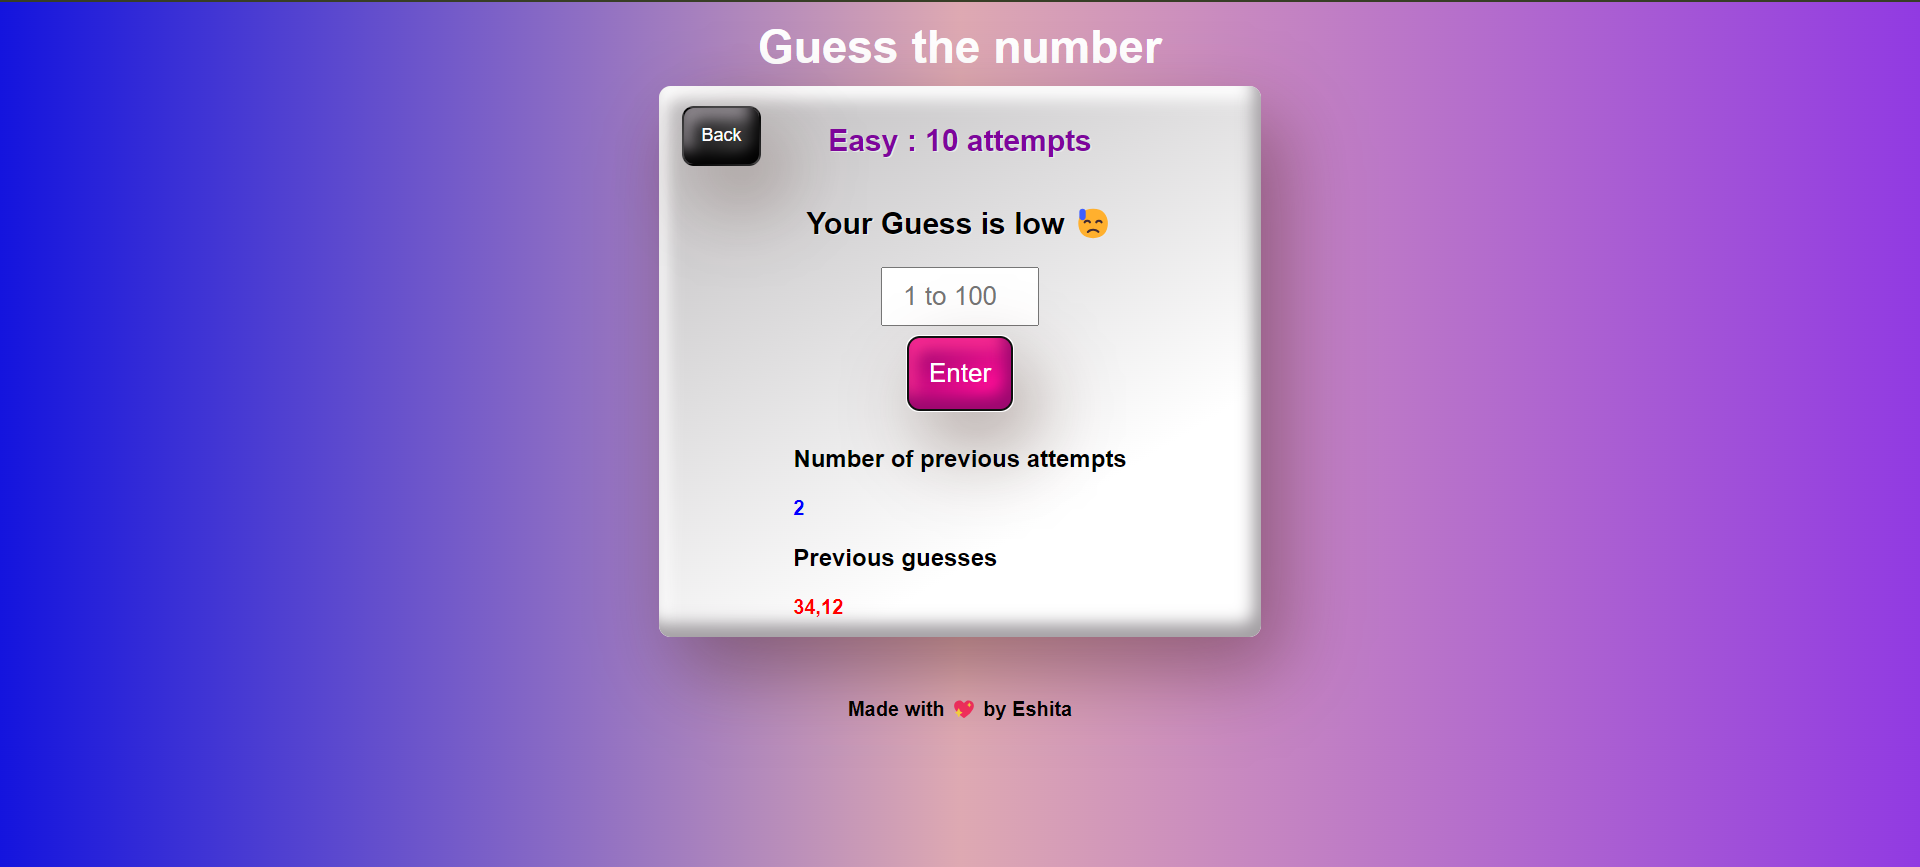 Guess the number
Back
Easy : 10 attempts
Your Guess is low 😓
1 to 100
Enter
Number of previous attempts
2
Previous guesses
34,12
Made with 💖 by Eshita